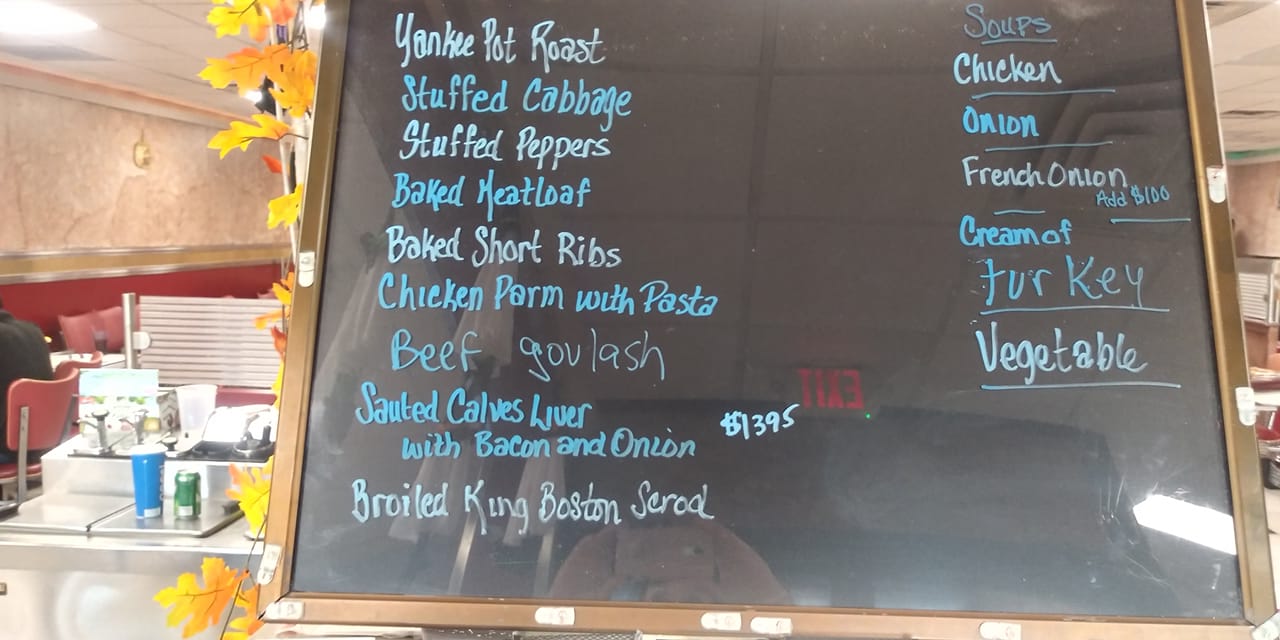 Yankee Pot Roast
Stuffed Cabbage
Stuffed Peppers
Baked Meatloaf
Baked Short Ribs
Chicken Parm with Pasta
Beef goulash
Sauted Calves Liver
with Bacon and Onion $1395
Broiled King Boston Scrod
Soups
Chicken
Onion
French Onion
Add $100
Cream of
turkey
Vegetable
EXIT